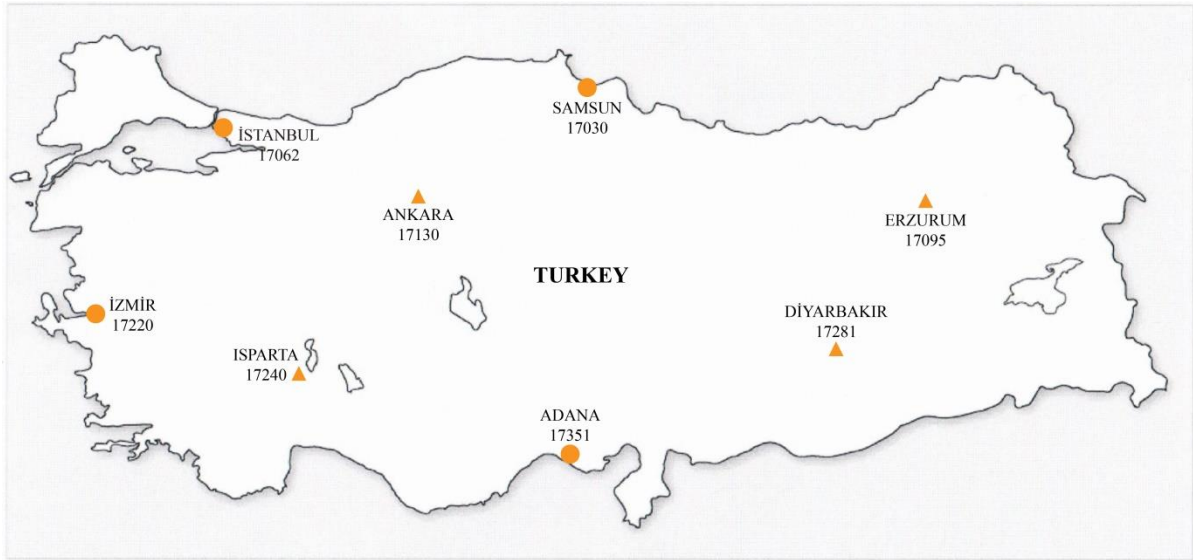 SAMSUN
17030
İSTANBUL
17062
ANKARA
17130
ERZURUM
17095
TURKEY
İZMİR
17220
DİYARBAKIR
17281
ISPARTA
17240
ADANA
17351